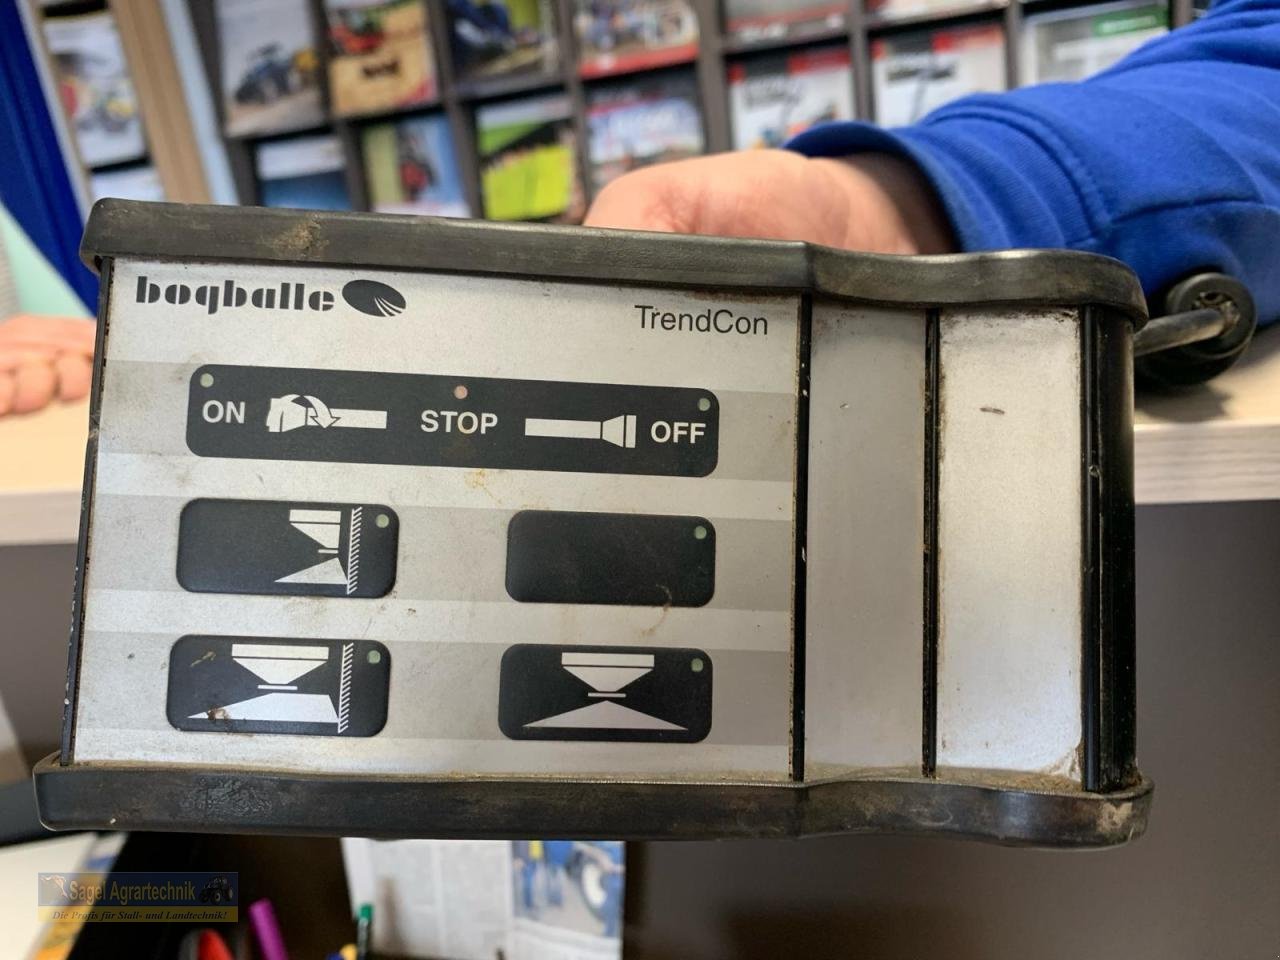 bogballe
TrendCon
ON STOP OFF
Sagel Agrartechnik
Die Profis für Stall- und Landtechnik!